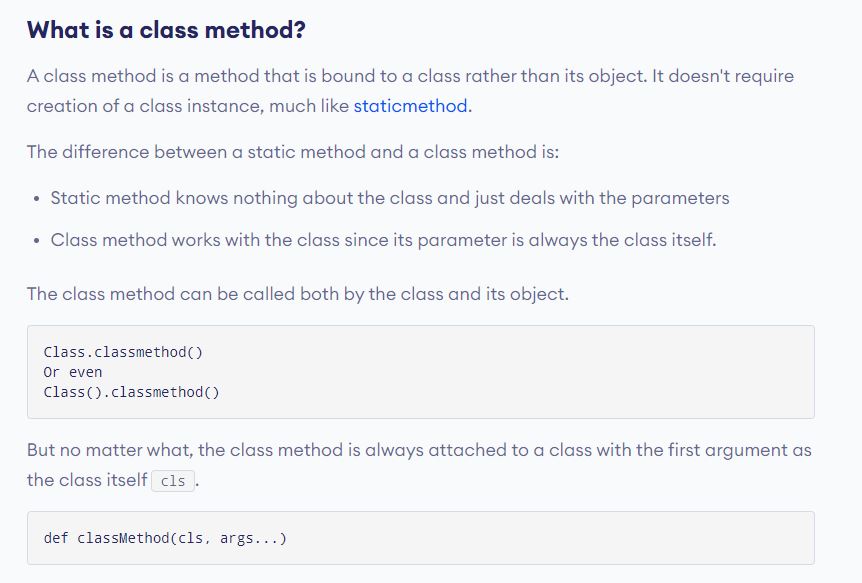 What is a class method?
A class method is a method that is bound to a class rather than its object. It doesn't require
creation of a class instance, much like staticmethod.
The difference between a static method and a class method is:
• Static method knows nothing about the class and just deals with the parameters
• Class method works with the class since its parameter is always the class itself.
The class method can be called both by the class and its object.
Class.classmethod()
Or even
Class().classmethod()
But no matter what, the class method is always attached to a class with the first argument as
the class itself cls.
def classMethod(cls, args...)